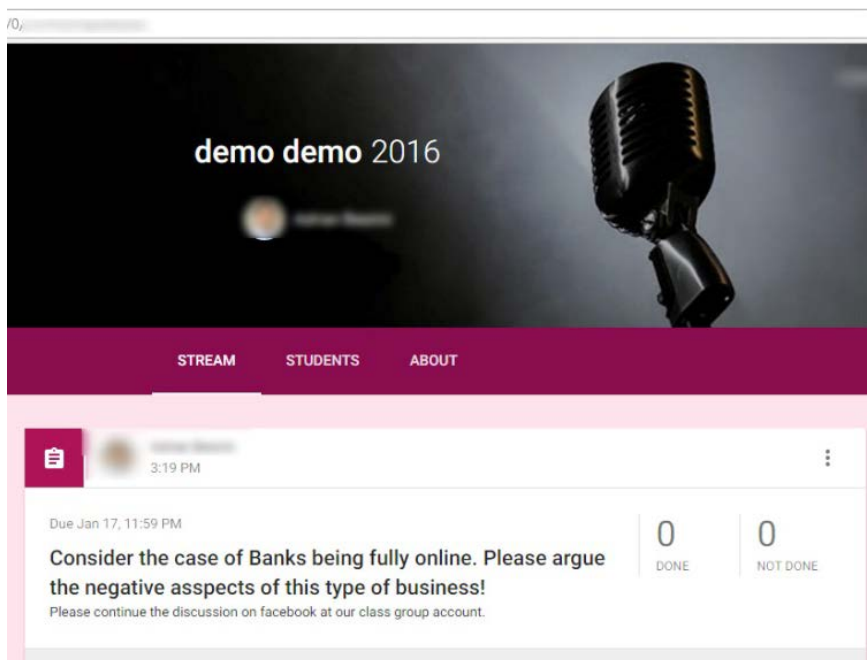 /0,
demo demo 2016
STREAM STUDENTS ABOUT
3:19 PM
Due Jan 17, 11:59 PM
0 0
DONE NOT DONE
Consider the case of Banks being fully online. Please argue
the negative asspects of this type of business!
Please continue the discussion on facebook at our class group account.